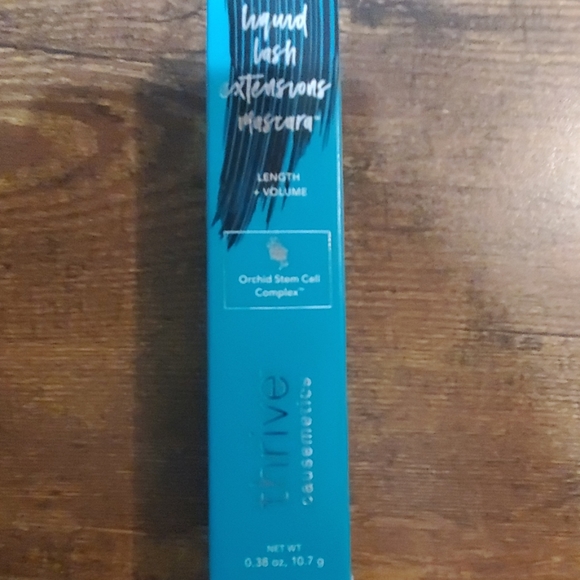 liquid
lash
extensions
mascara™
LENGTH
+ VOLUME
Orchid Stem Cell
Complex™
thrive
causemetics
NET WT
0.38 oz, 10.7 g